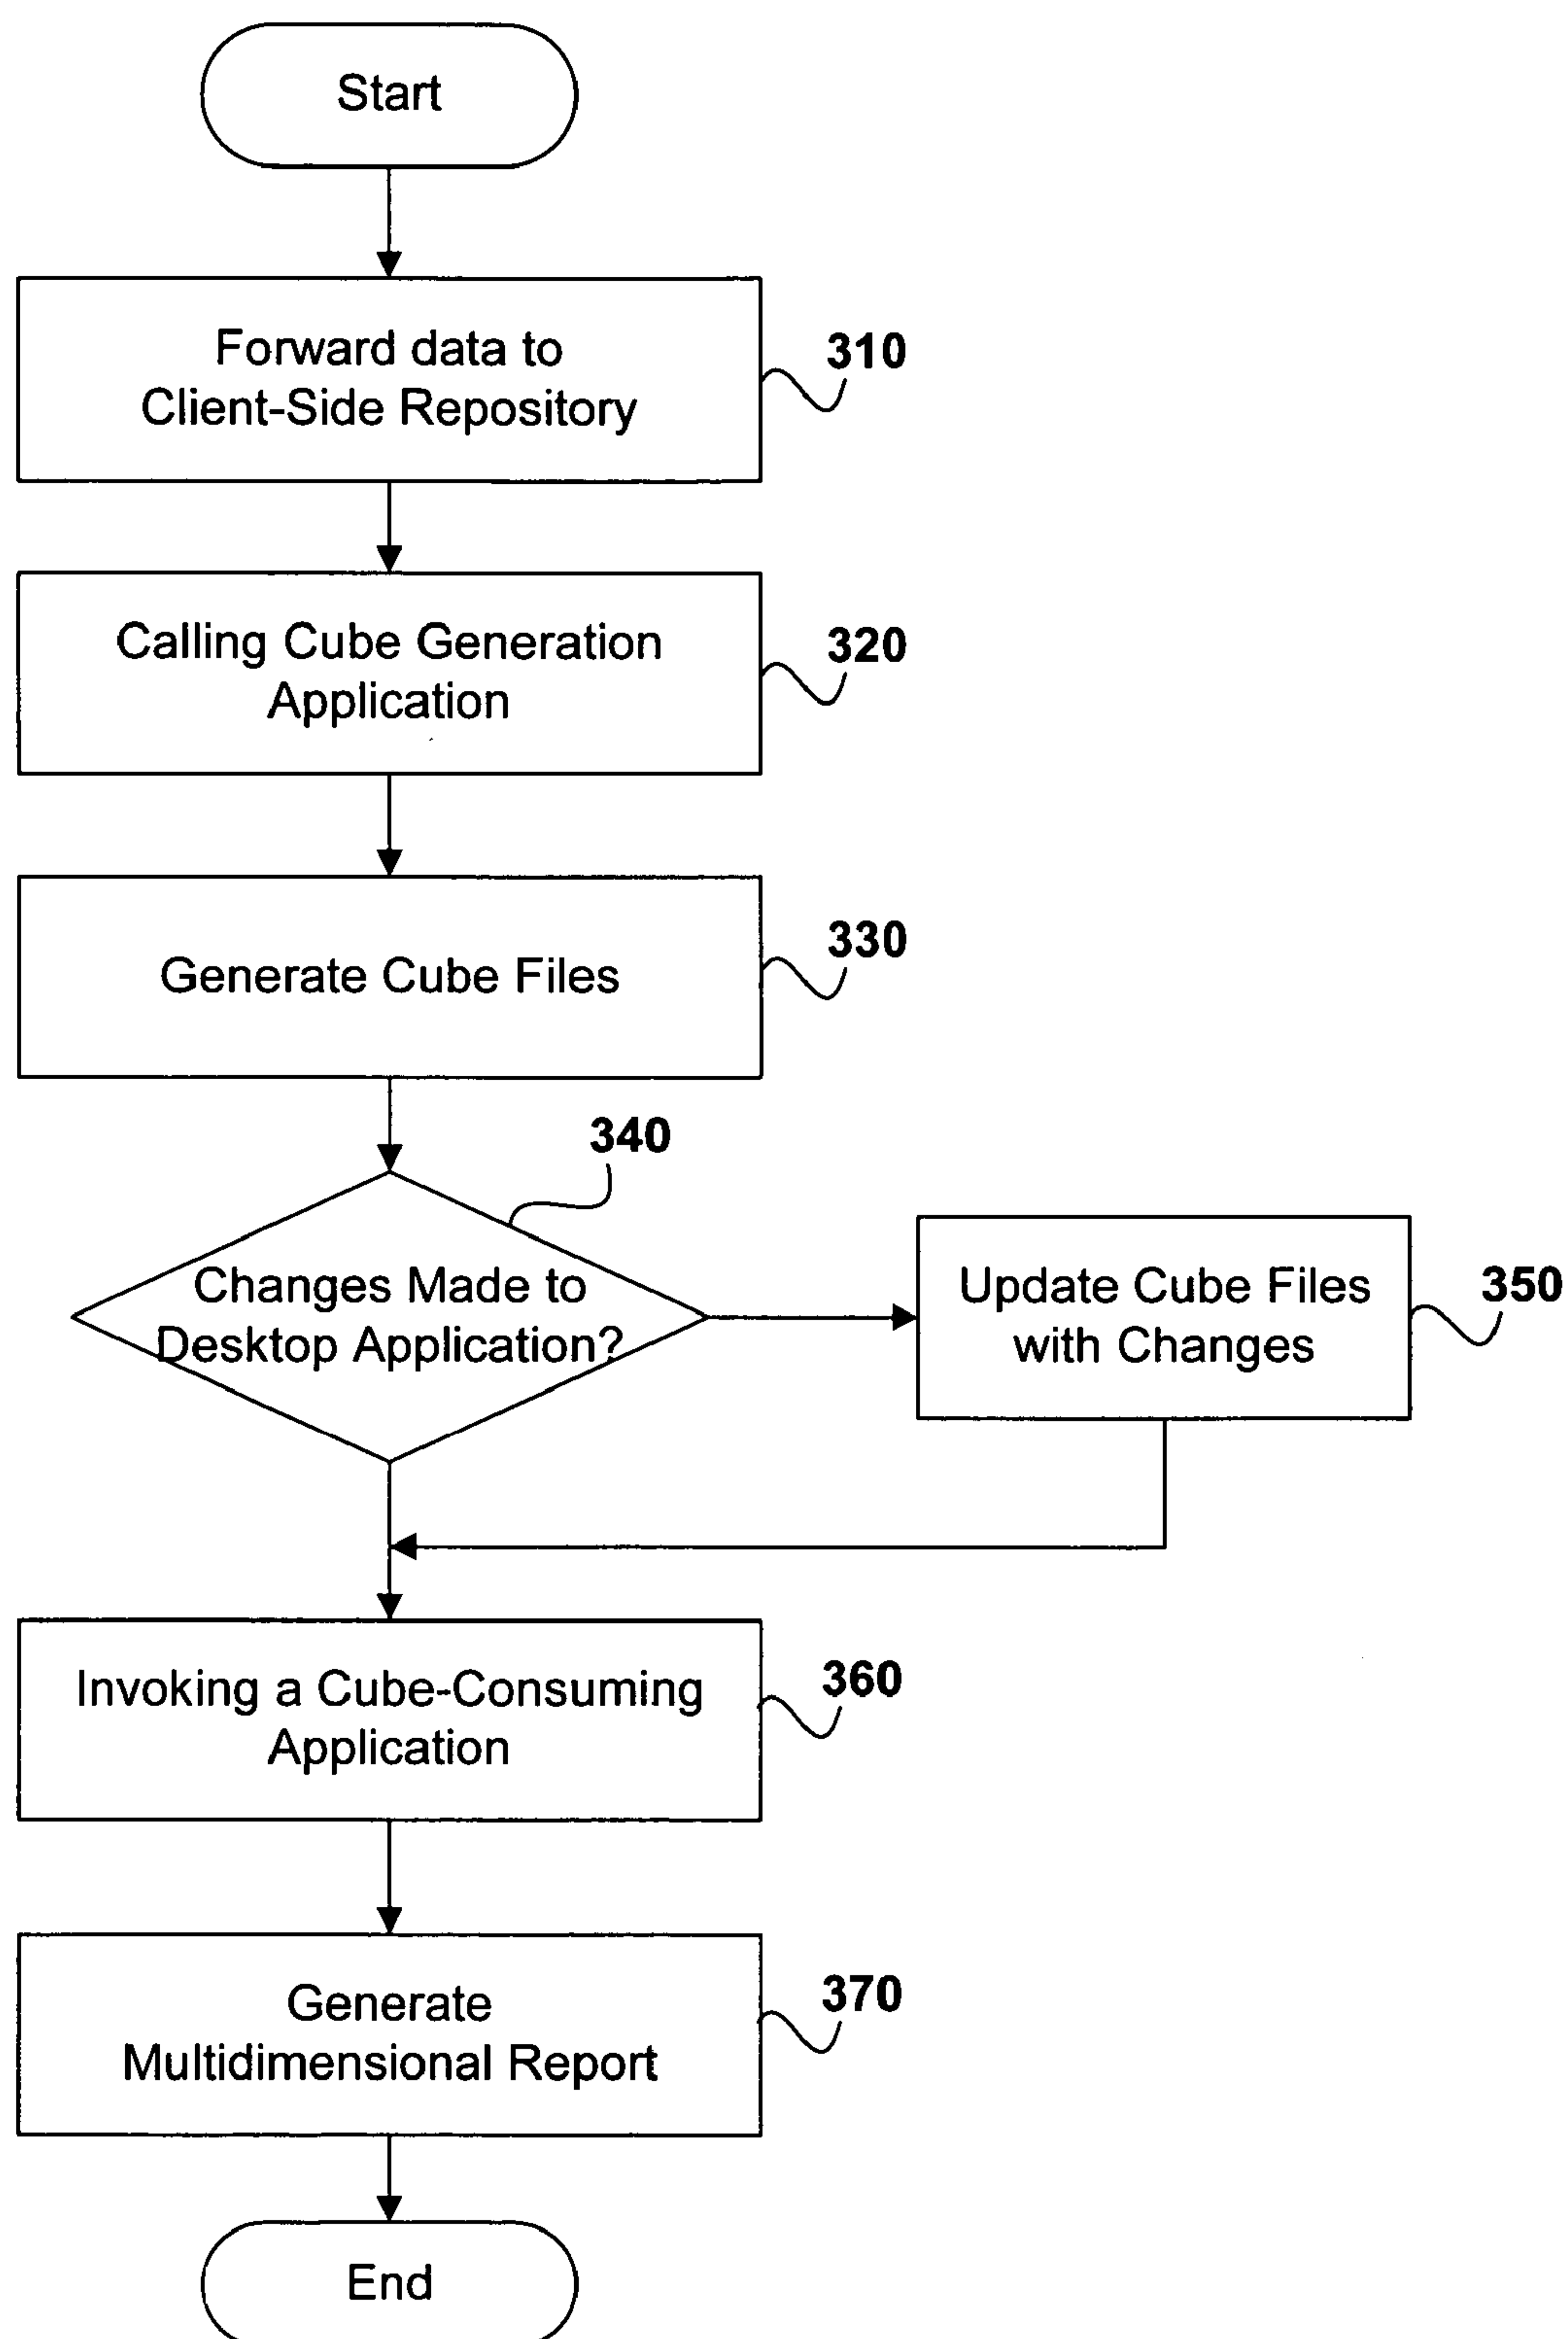 Start
Forward data to
Client-Side Repository
310
Calling Cube Generation
Application
320
Generate Cube Files
330
340
Changes Made to
Desktop Application?
Update Cube Files
with Changes
350
Invoking a Cube-Consuming
Application
360
Generate
Multidimensional Report
370
End